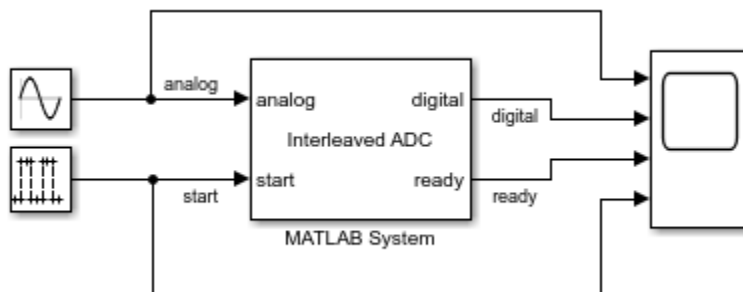 analog
analog
digital
digital
Interleaved ADC
start
start
ready
ready
MATLAB System